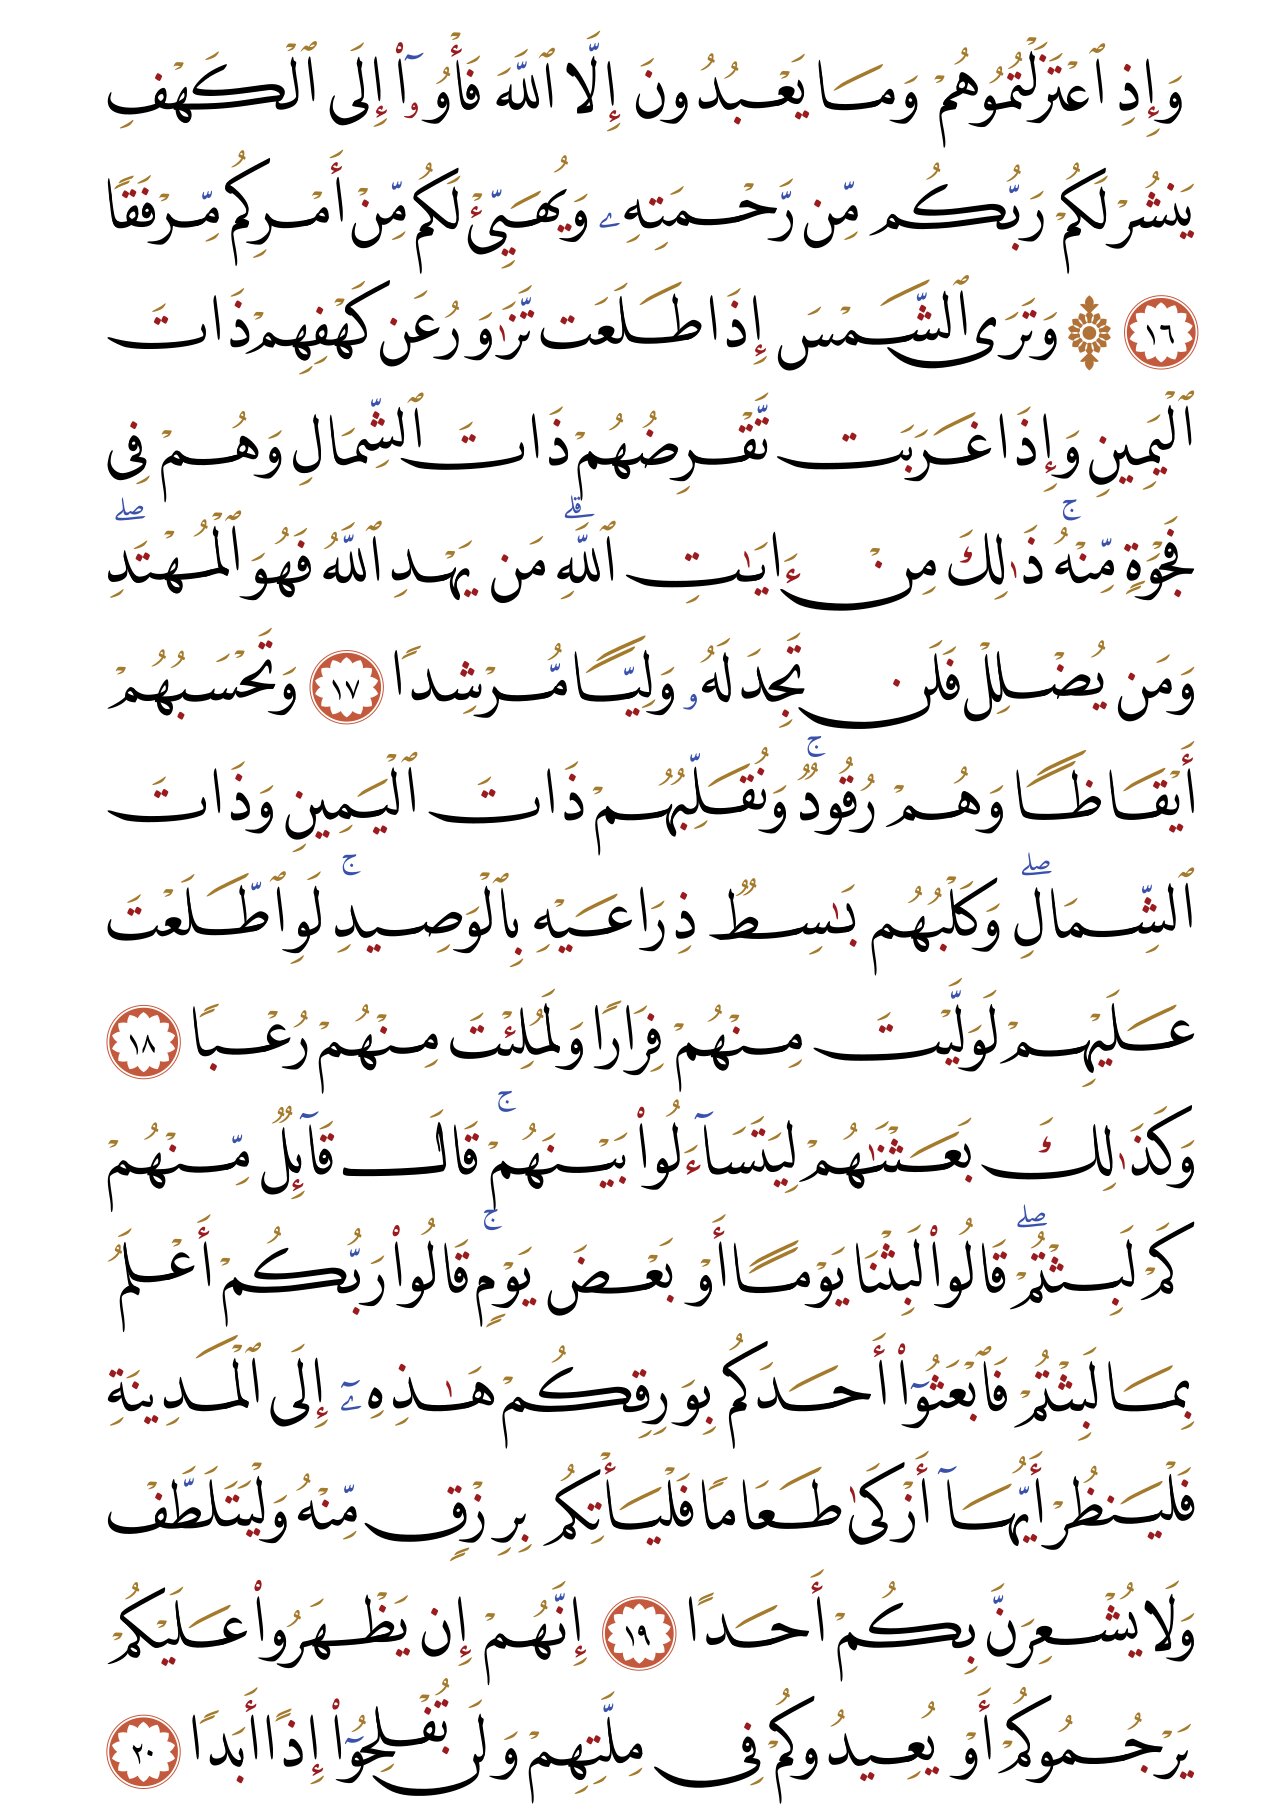 وَإِذِ ٱعْتَزَلْتُمُوهُمْ وَمَا يَعْبُدُونَ إِلَّا ٱللَّهَ فَأْوُۥٓا۟ إِلَى ٱلْكَهْفِ
يَنشُرْ لَكُمْ رَبُّكُم مِّن رَّحْمَتِهِۦ وَيُهَيِّئْ لَكُم مِّنْ أَمْرِكُم مِّرْفَقًا
١٦ ۞ وَتَرَى ٱلشَّمْسَ إِذَا طَلَعَت تَّزَٰوَرُ عَن كَهْفِهِمْ ذَاتَ
ٱلْيَمِينِ وَإِذَا غَرَبَت تَّقْرِضُهُمْ ذَاتَ ٱلشِّمَالِ وَهُمْ فِى
فَجْوَةٍ مِّنْهُ ۚ ذَٰلِكَ مِنْ ءَايَٰتِ ٱللَّهِ ۗ مَن يَهْدِ ٱللَّهُ فَهُوَ ٱلْمُهْتَدِ ۖ
وَمَن يُضْلِلْ فَلَن تَجِدَ لَهُۥ وَلِيًّا مُّرْشِدًا ١٧ وَتَحْسَبُهُمْ
أَيْقَاظًا وَهُمْ رُقُودٌ ۚ وَنُقَلِّبُهُمْ ذَاتَ ٱلْيَمِينِ وَذَاتَ
ٱلشِّمَالِ ۖ وَكَلْبُهُم بَٰسِطٌ ذِرَاعَيْهِ بِٱلْوَصِيدِ ۚ لَوِ ٱطَّلَعْتَ
عَلَيْهِمْ لَوَلَّيْتَ مِنْهُمْ فِرَارًا وَلَمُلِئْتَ مِنْهُمْ رُعْبًا ١٨
وَكَذَٰلِكَ بَعَثْنَٰهُمْ لِيَتَسَآءَلُوا۟ بَيْنَهُمْ ۚ قَالَ قَآئِلٌ مِّنْهُمْ
كَمْ لَبِثْتُمْ ۖ قَالُوا۟ لَبِثْنَا يَوْمًا أَوْ بَعْضَ يَوْمٍ ۚ قَالُوا۟ رَبُّكُمْ أَعْلَمُ
بِمَا لَبِثْتُمْ فَٱبْعَثُوٓا۟ أَحَدَكُم بِوَرِقِكُمْ هَٰذِهِۦٓ إِلَى ٱلْمَدِينَةِ
فَلْيَنظُرْ أَيُّهَآ أَزْكَىٰ طَعَامًا فَلْيَأْتِكُم بِرِزْقٍ مِّنْهُ وَلْيَتَلَطَّفْ
وَلَا يُشْعِرَنَّ بِكُمْ أَحَدًا ١٩ إِنَّهُمْ إِن يَظْهَرُوا۟ عَلَيْكُمْ
يَرْجُمُوكُمْ أَوْ يُعِيدُوكُمْ فِى مِلَّتِهِمْ وَلَن تُفْلِحُوٓا۟ إِذًا أَبَدًا ٢٠